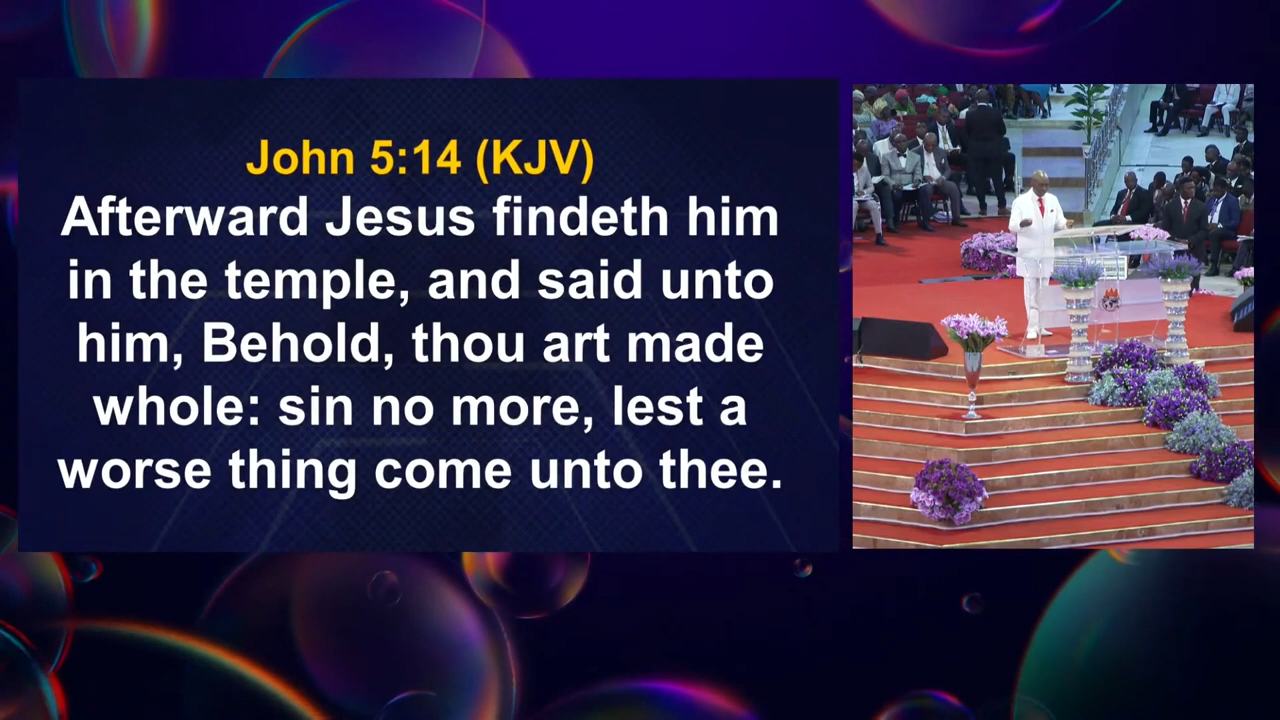 John 5:14 (KJV)
Afterward Jesus findeth him
in the temple, and said unto
him, Behold, thou art made
whole: sin no more, lest a
worse thing come unto thee.